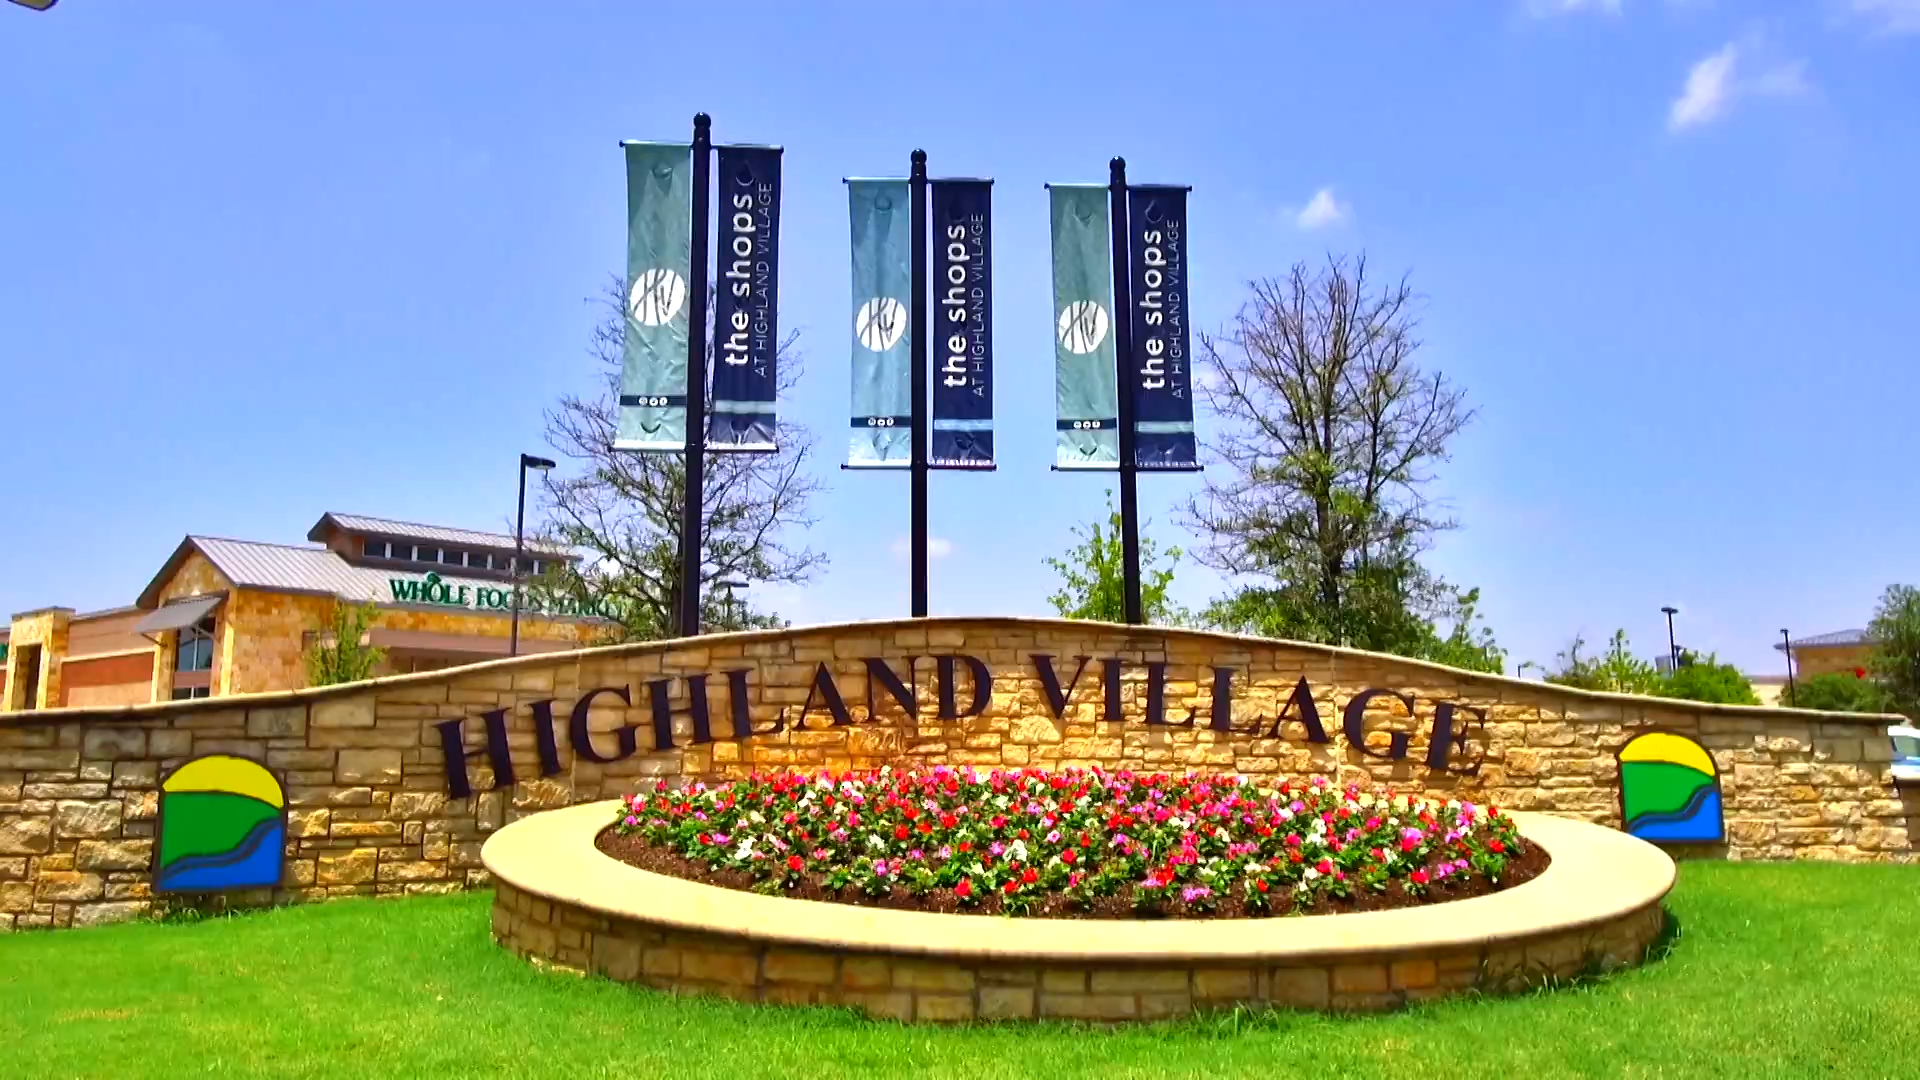 the shops
AT HIGHLAND VILLAGE
HV
the shops
AT HIGHLAND VILLAGE
HV
the shops
AT HIGHLAND VILLAGE
HV
WHOLE FOODS MARKET
HIGHLAND VILLAGE